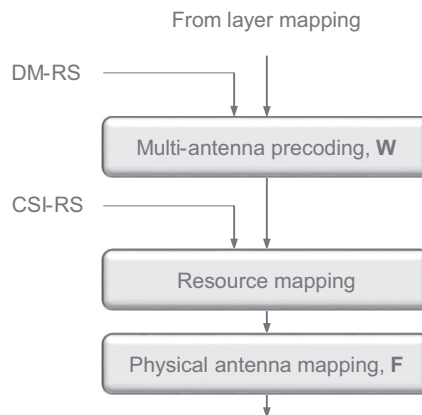 From layer mapping
DM-RS
Multi-antenna precoding, W
CSI-RS
Resource mapping
Physical antenna mapping, F